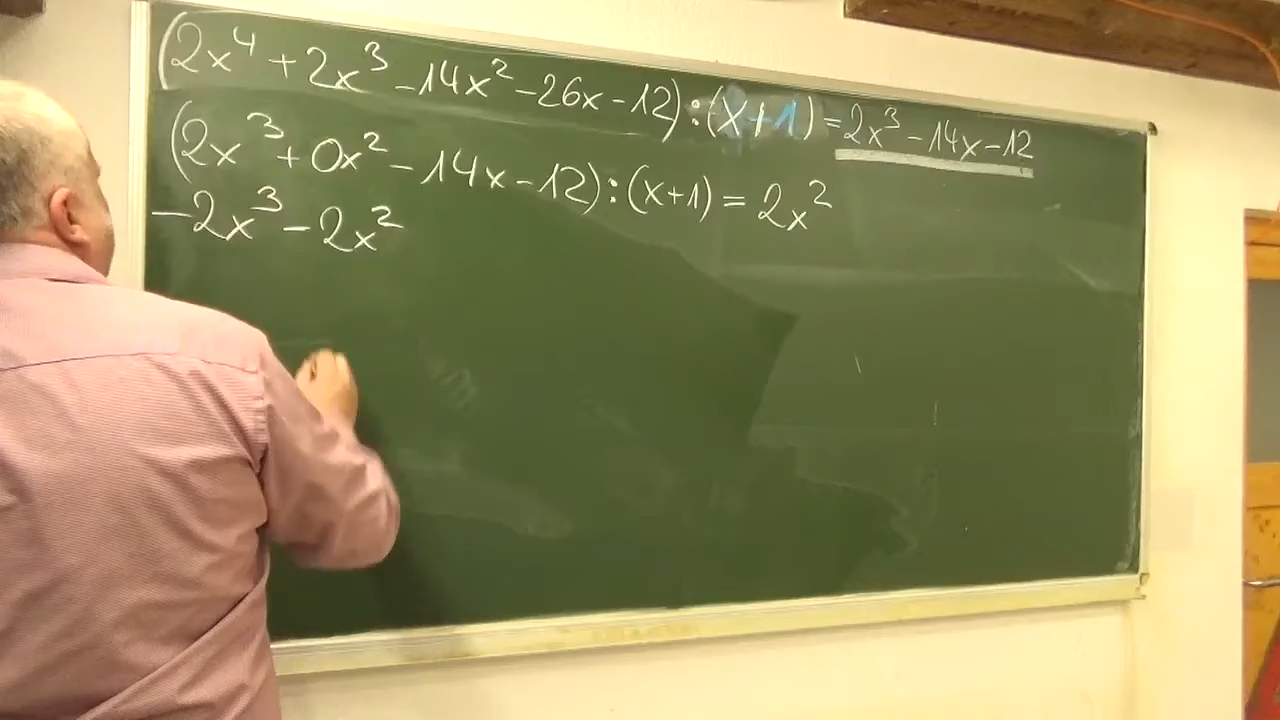 (2x⁴ + 2x³ - 14x² - 26x - 12) : (x + 1) = 2x³ - 14x - 12
(2x³ + 0x² - 14x - 12) : (x + 1) = 2x²
-2x³ - 2x²